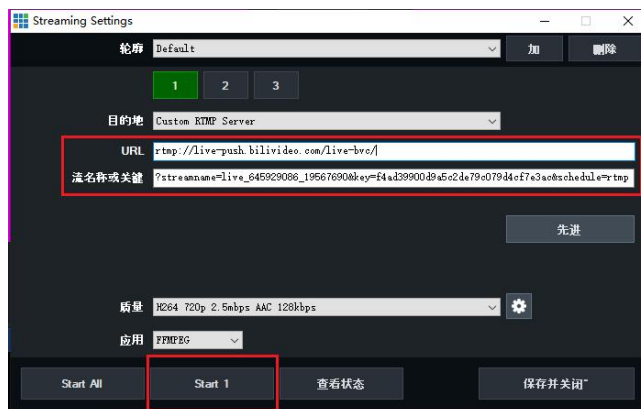 Streaming Settings
轮廓 Default 加 删除
1 2 3
目的地 Custom RTMP Server
URL rtmp://live-push.bilivideo.com/live-bvc/
流名称或关键 ?streamname=live_645929086_19567690&key=f4ad39900d9a5c2de79c079d4cf7e3ac&schedule=rtmp
先进
质量 H264 720p 2.5mbps AAC 128kbps
应用 FFMPEG
Start All Start 1 查看状态 保存并关闭~